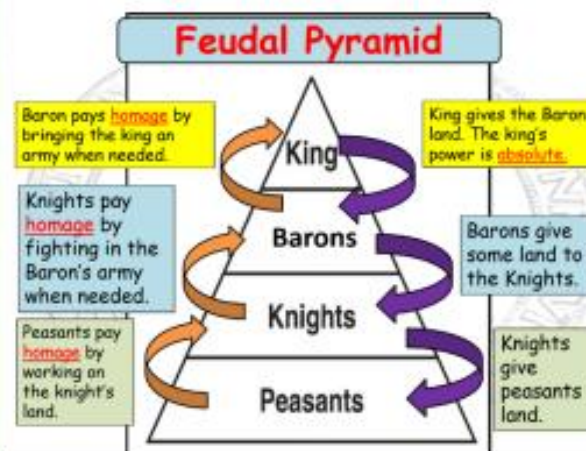 Feudal Pyramid
Baron pays homage by
bringing the king an
army when needed.
King gives the Baron
land. The king's
power is absolute.
King
Knights pay
homage by
fighting in the
Baron's army
when needed.
Barons
Barons give
some land to
the Knights.
Knights
Peasants pay
homage by
working on
the knight's
land.
Knights
give
peasants
land.
Peasants